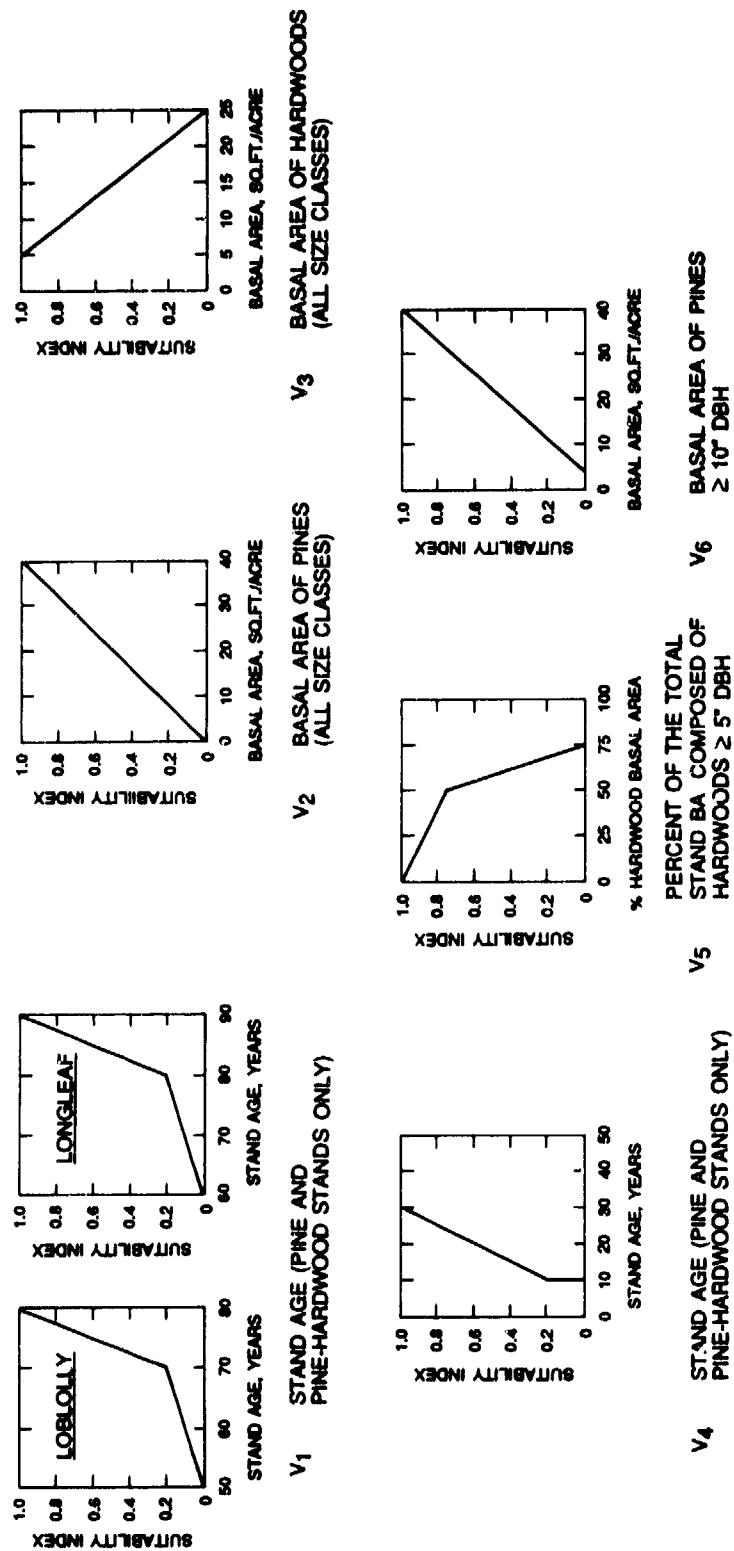 SUITABILITY INDEX
1.0
0.8
0.6
0.4
0.2
0
LOBLOLLY
50
60
70
80
STAND AGE, YEARS
SUITABILITY INDEX
1.0
0.8
0.6
0.4
0.2
0
LONGLEAF
60
70
80
90
STAND AGE, YEARS
V1 STAND AGE (PINE AND
PINE-HARDWOOD STANDS ONLY)
SUITABILITY INDEX
1.0
0.8
0.6
0.4
0.2
0
0
10
20
30
40
BASAL AREA, SQ.FT./ACRE
V2 BASAL AREA OF PINES
(ALL SIZE CLASSES)
SUITABILITY INDEX
1.0
0.8
0.6
0.4
0.2
0
0
5
10
15
20
25
BASAL AREA, SQ.FT./ACRE
V3 BASAL AREA OF HARDWOODS
(ALL SIZE CLASSES)
SUITABILITY INDEX
1.0
0.8
0.6
0.4
0.2
0
0
10
20
30
40
50
STAND AGE, YEARS
V4 STAND AGE (PINE AND
PINE-HARDWOOD STANDS ONLY)
SUITABILITY INDEX
1.0
0.8
0.6
0.4
0.2
0
0
25
50
75
100
% HARDWOOD BASAL AREA
V5 PERCENT OF THE TOTAL
STAND BA COMPOSED OF
HARDWOODS ≥ 5" DBH
SUITABILITY INDEX
1.0
0.8
0.6
0.4
0.2
0
0
10
20
30
40
BASAL AREA, SQ.FT./ACRE
V6 BASAL AREA OF PINES
≥ 10" DBH